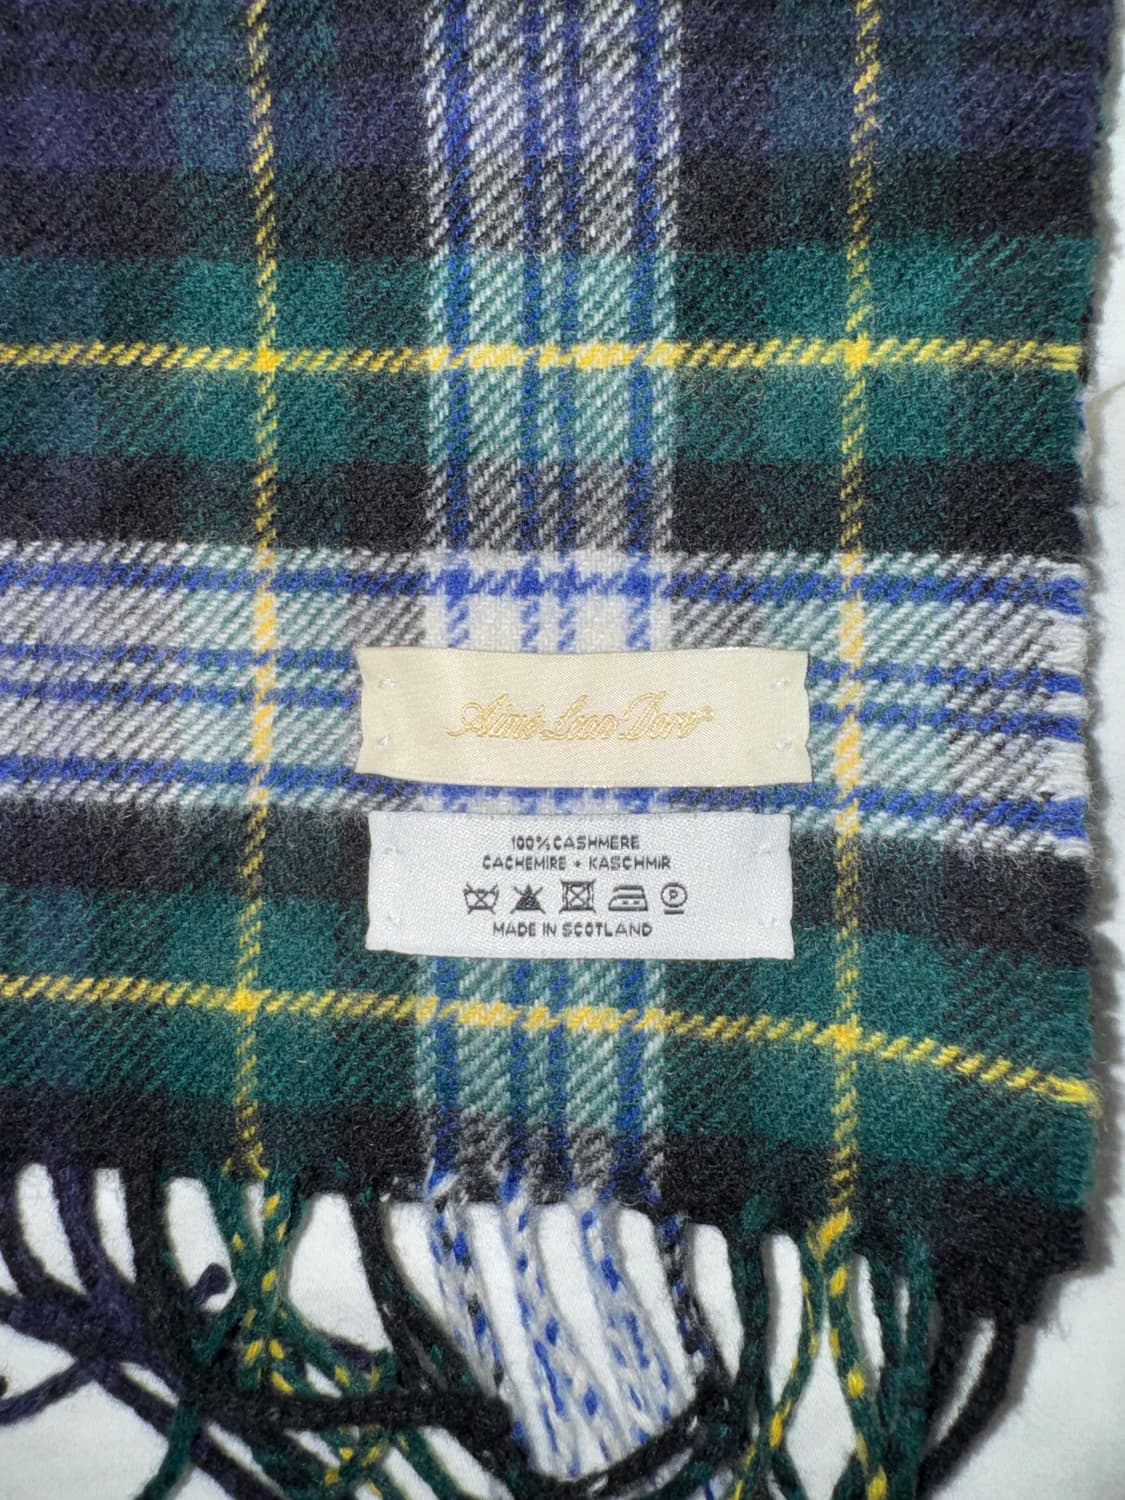 Aimé Leon Dore®
100% CASHMERE
CACHEMIRE • KASCHMIR
P
MADE IN SCOTLAND